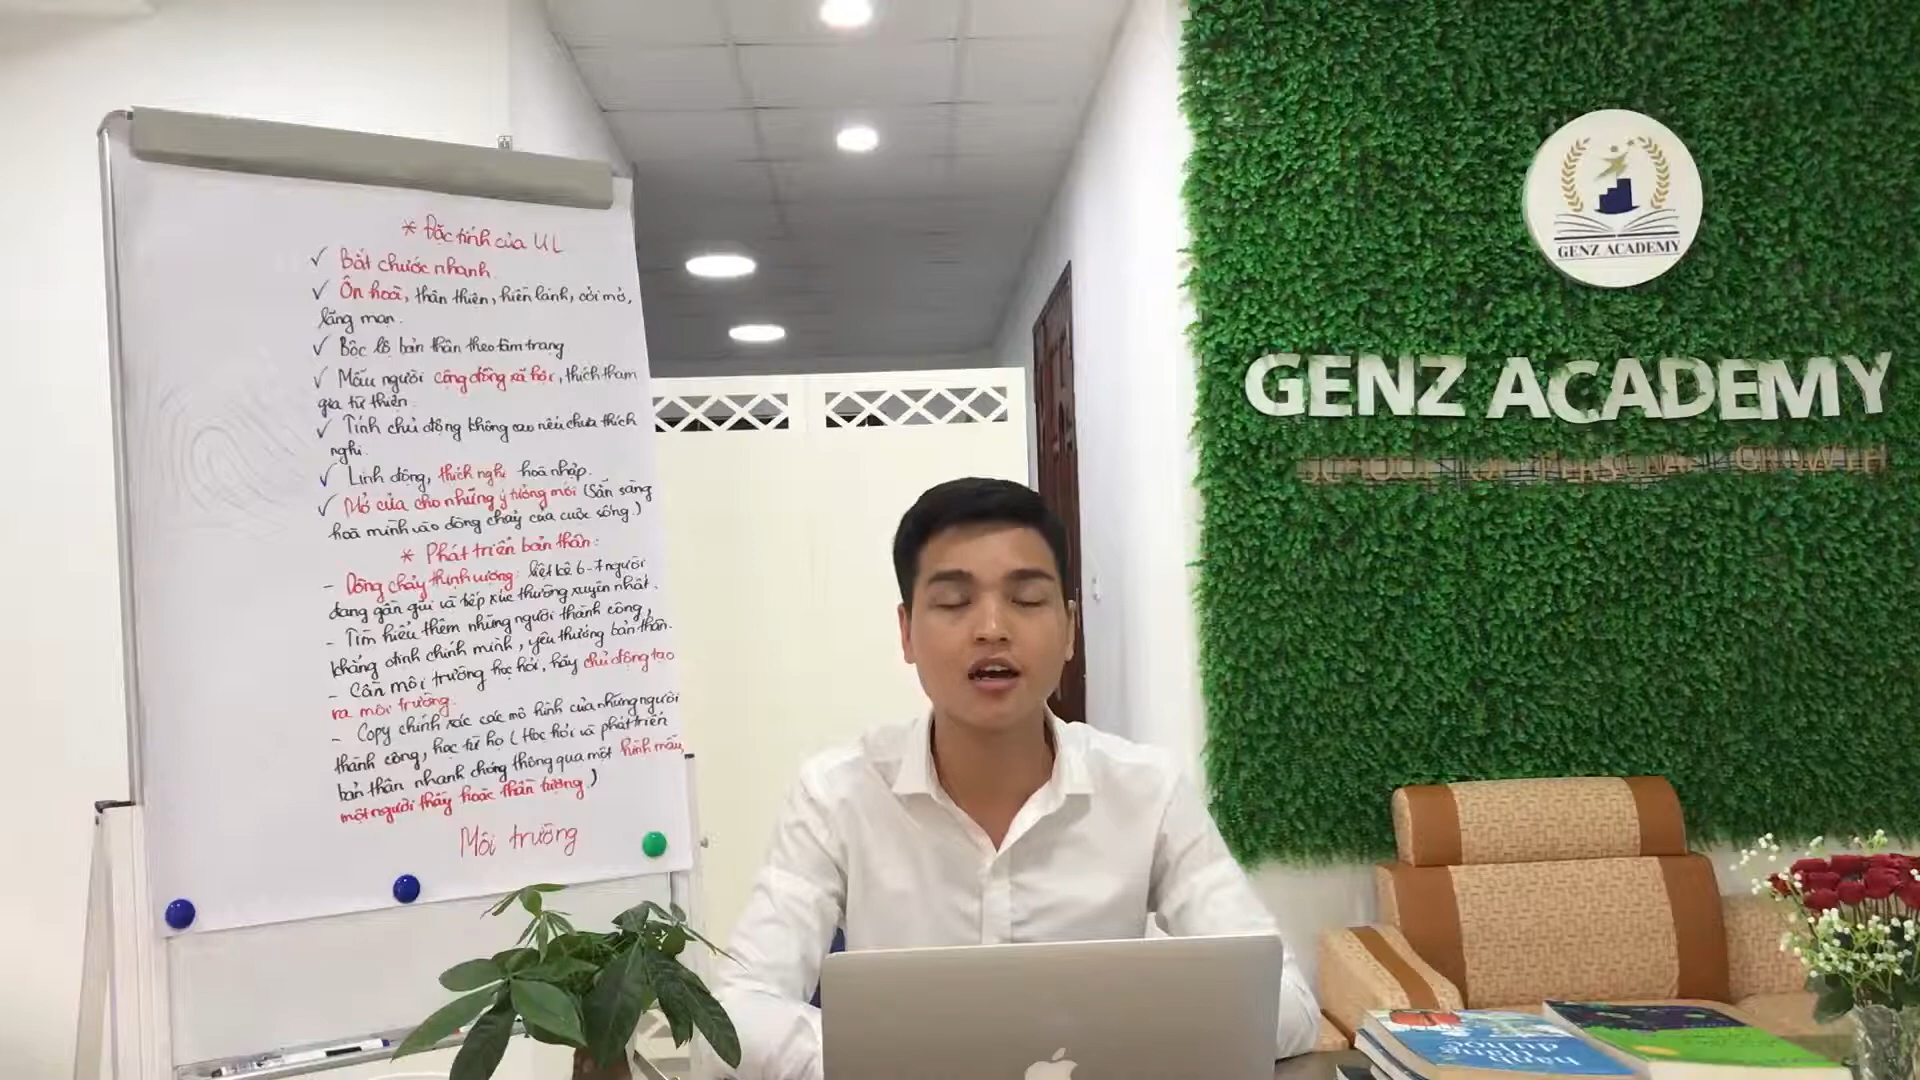 * Đặc tính của UL
✓ Bắt chước nhanh
✓ Ôn hoà, thân thiện, hiền lành, cởi mở,
lãng mạn.
✓ Bộc lộ bản thân theo tâm trạng
✓ Mẫu người cộng đồng xã hội, thích tham
gia từ thiện
✓ Tính chủ động không cao nếu chưa thích
nghi.
✓ Linh động, thích nghi hoà nhập.
✓ Mở cửa cho những ý tưởng mới (Sẵn sàng
hoà mình vào dòng chảy của cuộc sống.)
* Phát triển bản thân:
- Dòng chảy thịnh vượng: liệt kê 6-7 người
đang gần gũi và tiếp xúc thường xuyên nhất.
- Tìm hiểu thêm những người thành công,
khẳng định chính mình, yêu thương bản thân.
- Cần môi trường học hỏi, hãy chủ động tạo
ra môi trường.
- Copy chính xác các mô hình của những người
thành công, học từ họ (Học hỏi và phát triển
bản thân nhanh chóng thông qua một hình mẫu,
một người thầy hoặc thần tượng.)
Môi trường
GENZ ACADEMY
GENZ ACADEMY